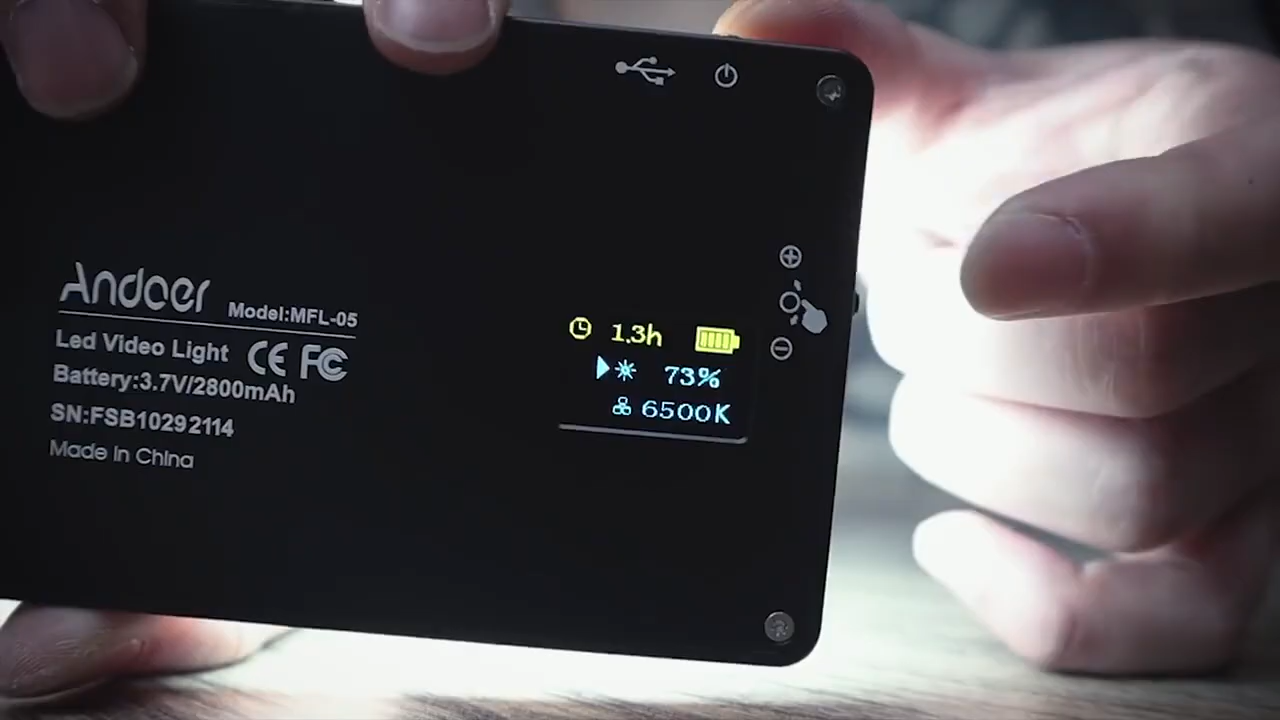 Andoer Model:MFL-05
Led Video Light CE FC
Battery:3.7V/2800mAh
SN:FSB10292114
Made in China
1.3h
73%
6500K